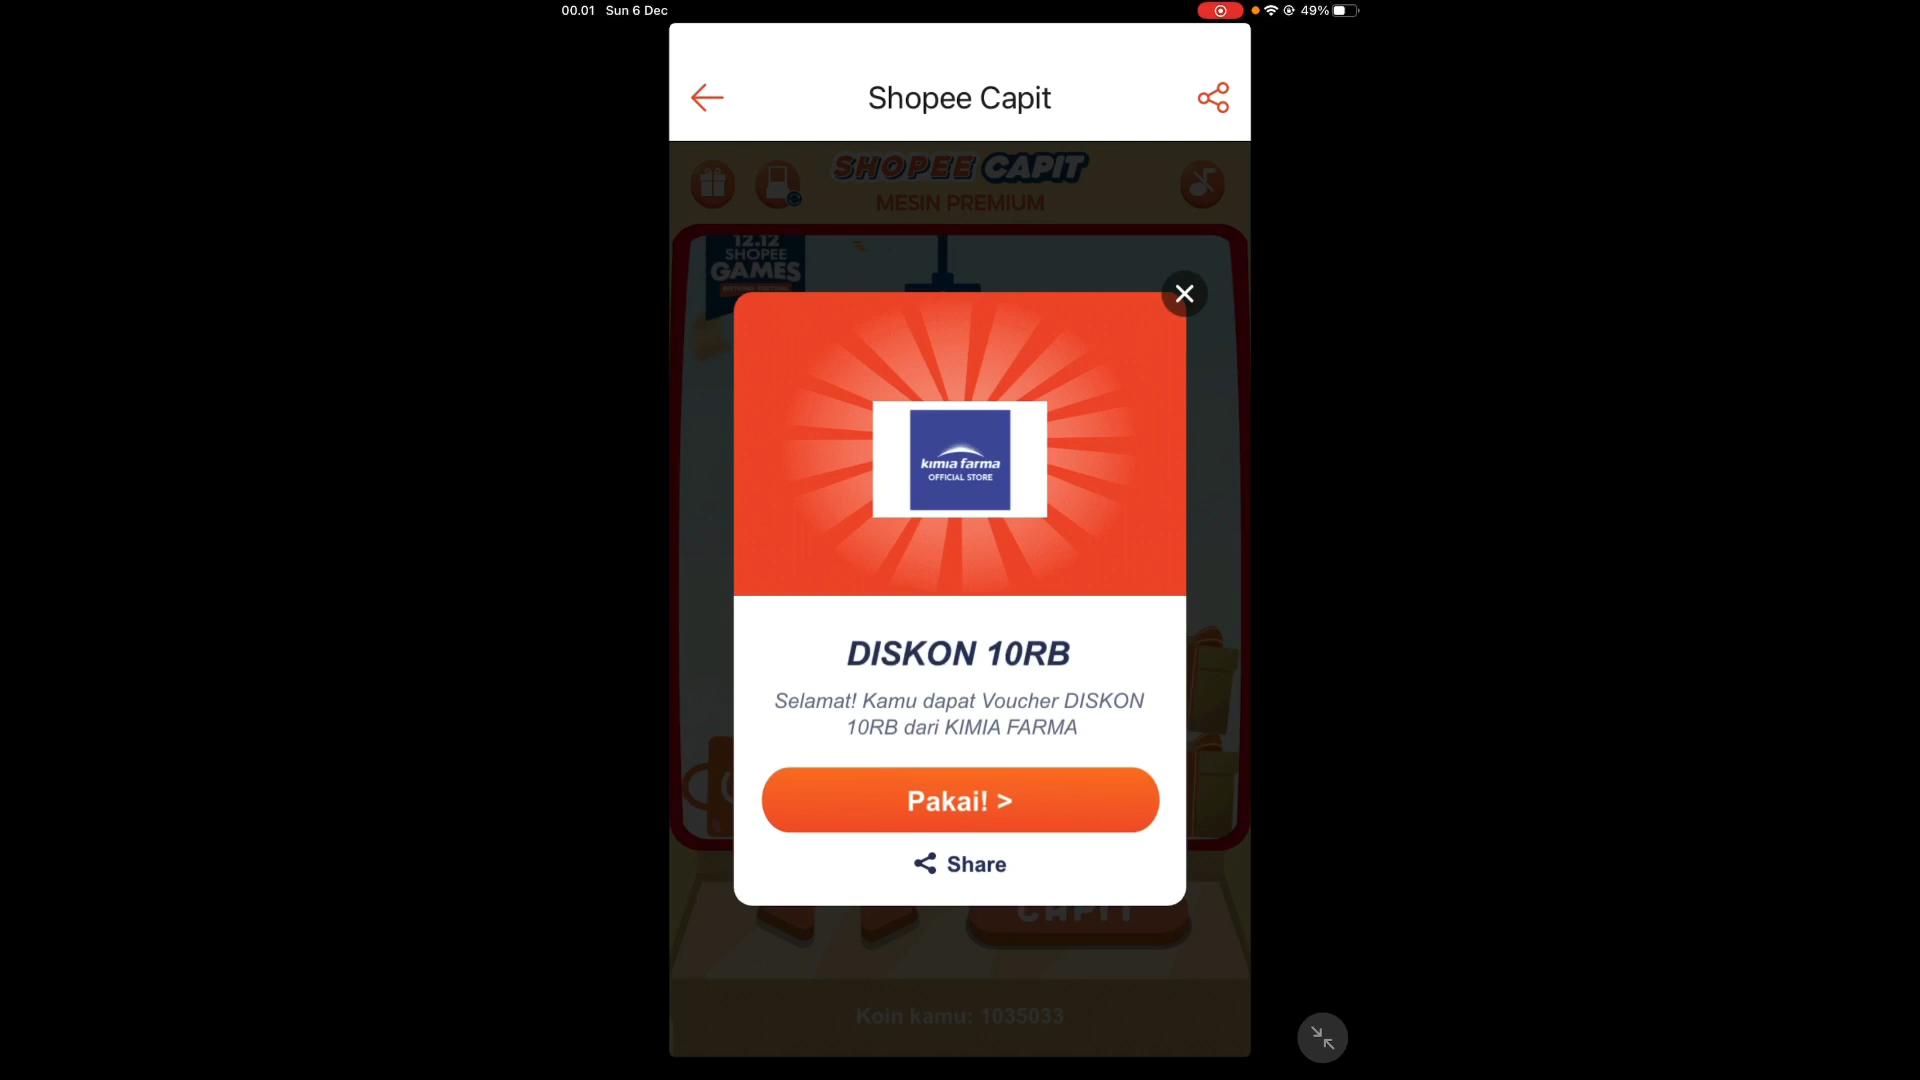 00.01 Sun 6 Dec
49%
Shopee Capit
SHOPEE CAPIT
MESIN PREMIUM
12.12
SHOPEE
GAMES
kimia farma
OFFICIAL STORE
DISKON 10RB
Selamat! Kamu dapat Voucher DISKON
10RB dari KIMIA FARMA
Pakai! >
Share
CAPIT
Koin kamu: 1035033